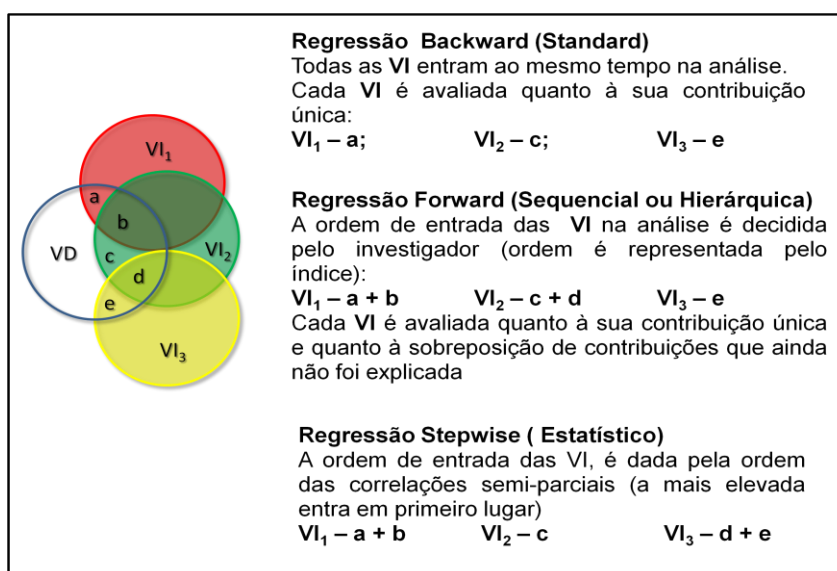 Regressão Backward (Standard)
Todas as VI entram ao mesmo tempo na análise.
Cada VI é avaliada quanto à sua contribuição
única:
VI₁ – a; VI₂ – c; VI₃ – e
VI₁
a
b
VD
c
VI₂
d
e
VI₃
Regressão Forward (Sequencial ou Hierárquica)
A ordem de entrada das VI na análise é decidida
pelo investigador (ordem é representada pelo
índice):
VI₁ – a + b VI₂ – c + d VI₃ – e
Cada VI é avaliada quanto à sua contribuição única
e quanto à sobreposição de contribuições que ainda
não foi explicada
Regressão Stepwise ( Estatístico)
A ordem de entrada das VI, é dada pela ordem
das correlações semi-parciais (a mais elevada
entra em primeiro lugar)
VI₁ – a + b VI₂ – c VI₃ – d + e